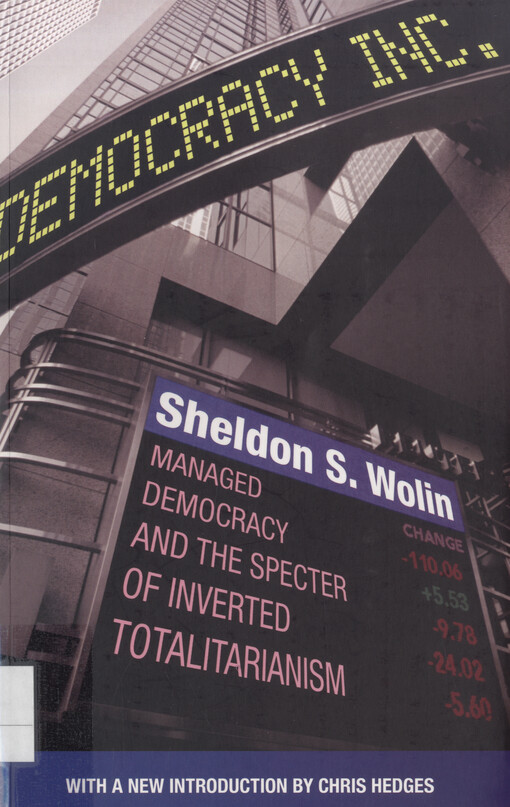 DEMOCRACY INC.
Sheldon S. Wolin
MANAGED
DEMOCRACY
AND THE SPECTER
OF INVERTED
TOTALITARIANISM
CHANGE
-110.06
+5.53
-9.78
-24.02
-5.60
WITH A NEW INTRODUCTION BY CHRIS HEDGES